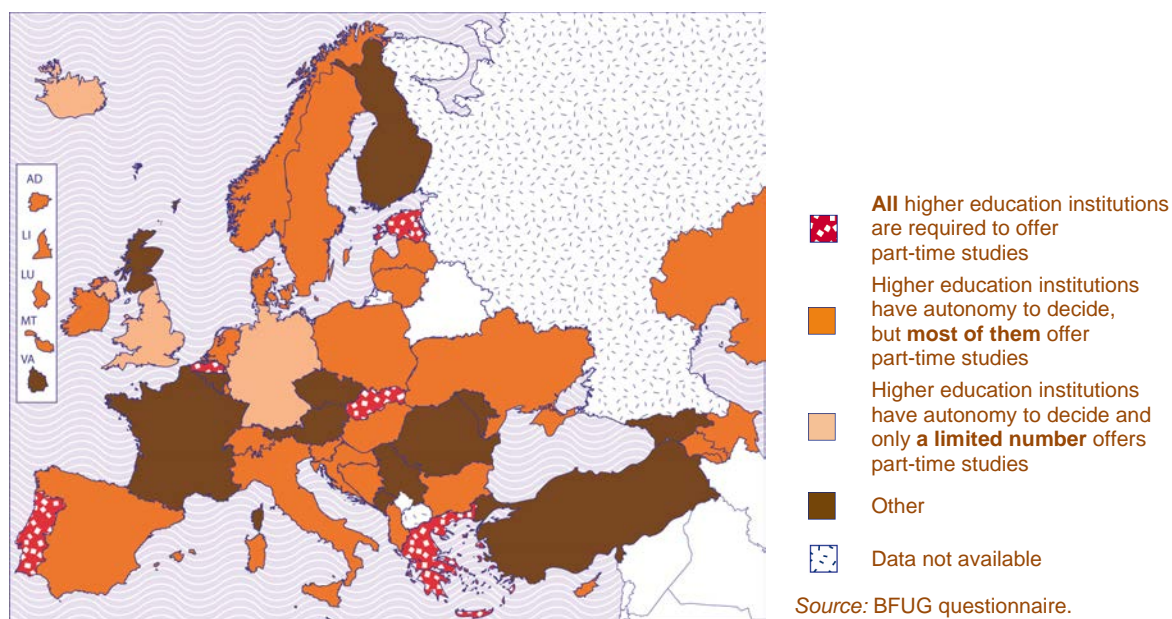 AD
LI
LU
MT
VA
All higher education institutions
are required to offer
part-time studies
Higher education institutions
have autonomy to decide,
but most of them offer
part-time studies
Higher education institutions
have autonomy to decide and
only a limited number offers
part-time studies
Other
Data not available
Source: BFUG questionnaire.